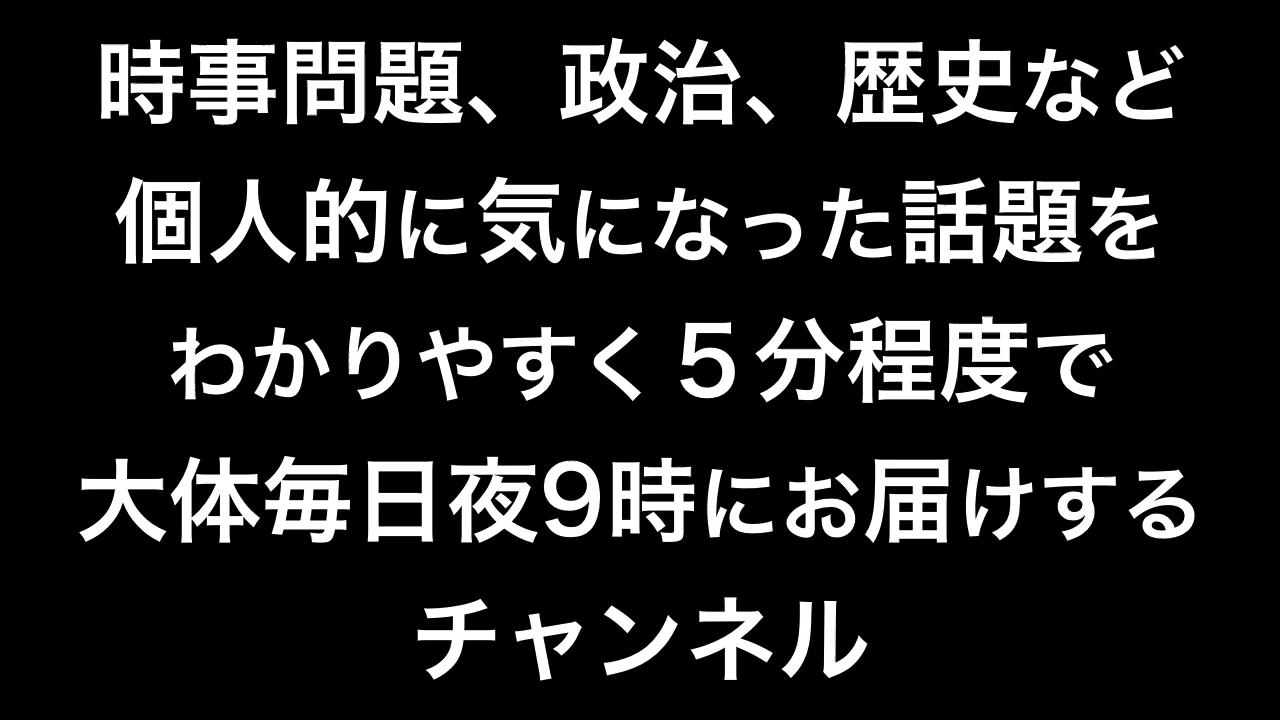 時事問題、政治、歴史など
個人的に気になった話題を
わかりやすく５分程度で
大体毎日夜9時にお届けする
チャンネル